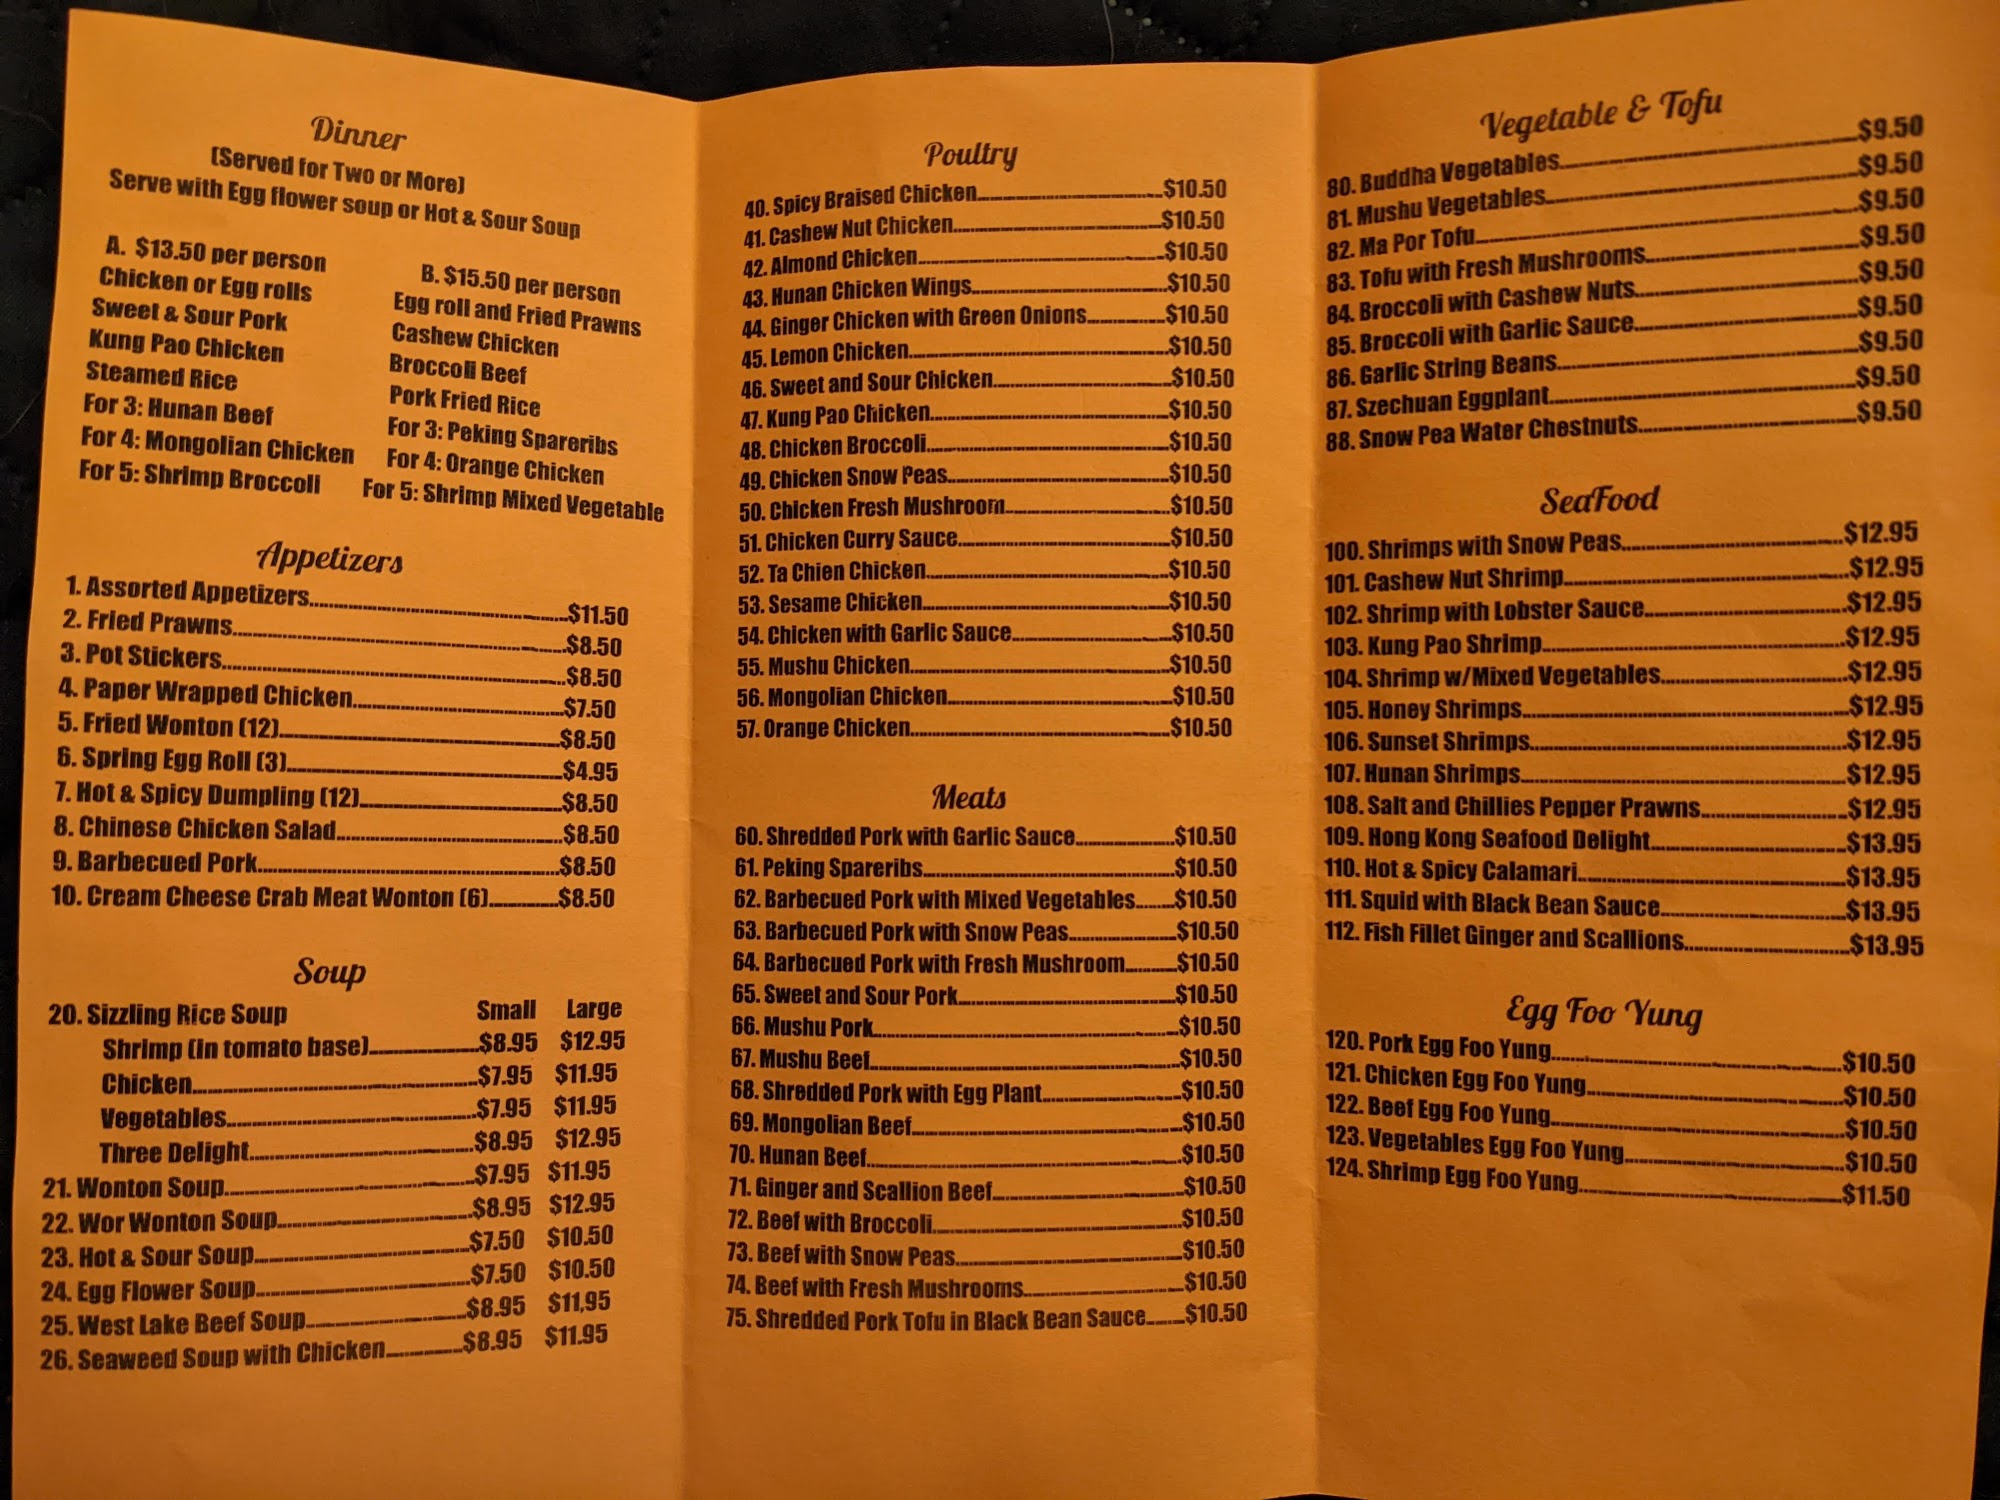 Dinner
(Served for Two or More)
Serve with Egg flower soup or Hot & Sour Soup
A. $13.50 per person
Chicken or Egg rolls
Sweet & Sour Pork
Kung Pao Chicken
Steamed Rice
For 3: Hunan Beef
For 4: Mongolian Chicken
For 5: Shrimp Broccoli
B. $15.50 per person
Egg roll and Fried Prawns
Cashew Chicken
Broccoli Beef
Pork Fried Rice
For 3: Peking Spareribs
For 4: Orange Chicken
For 5: Shrimp Mixed Vegetable
Appetizers
1. Assorted Appetizers $11.50
2. Fried Prawns $8.50
3. Pot Stickers $8.50
4. Paper Wrapped Chicken $7.50
5. Fried Wonton (12) $8.50
6. Spring Egg Roll (3) $4.95
7. Hot & Spicy Dumpling (12) $8.50
8. Chinese Chicken Salad $8.50
9. Barbecued Pork $8.50
10. Cream Cheese Crab Meat Wonton (6) $8.50
Soup
20. Sizzling Rice Soup Small Large
Shrimp (in tomato base) $8.95 $12.95
Chicken $7.95 $11.95
Vegetables $7.95 $11.95
Three Delight $8.95 $12.95
21. Wonton Soup $7.95 $11.95
22. Wor Wonton Soup $8.95 $12.95
23. Hot & Sour Soup $7.50 $10.50
24. Egg Flower Soup $7.50 $10.50
25. West Lake Beef Soup $8.95 $11,95
26. Seaweed Soup with Chicken $8.95 $11.95
Poultry
40. Spicy Braised Chicken $10.50
41. Cashew Nut Chicken $10.50
42. Almond Chicken $10.50
43. Hunan Chicken Wings $10.50
44. Ginger Chicken with Green Onions $10.50
45. Lemon Chicken $10.50
46. Sweet and Sour Chicken $10.50
47. Kung Pao Chicken $10.50
48. Chicken Broccoli $10.50
49. Chicken Snow Peas $10.50
50. Chicken Fresh Mushroom $10.50
51. Chicken Curry Sauce $10.50
52. Ta Chien Chicken $10.50
53. Sesame Chicken $10.50
54. Chicken with Garlic Sauce $10.50
55. Mushu Chicken $10.50
56. Mongolian Chicken $10.50
57. Orange Chicken $10.50
Meats
60. Shredded Pork with Garlic Sauce $10.50
61. Peking Spareribs $10.50
62. Barbecued Pork with Mixed Vegetables $10.50
63. Barbecued Pork with Snow Peas $10.50
64. Barbecued Pork with Fresh Mushroom $10.50
65. Sweet and Sour Pork $10.50
66. Mushu Pork $10.50
67. Mushu Beef $10.50
68. Shredded Pork with Egg Plant $10.50
69. Mongolian Beef $10.50
70. Hunan Beef $10.50
71. Ginger and Scallion Beef $10.50
72. Beef with Broccoli $10.50
73. Beef with Snow Peas $10.50
74. Beef with Fresh Mushrooms $10.50
75. Shredded Pork Tofu in Black Bean Sauce $10.50
Vegetable & Tofu
80. Buddha Vegetables $9.50
81. Mushu Vegetables $9.50
82. Ma Por Tofu $9.50
83. Tofu with Fresh Mushrooms $9.50
84. Broccoli with Cashew Nuts $9.50
85. Broccoli with Garlic Sauce $9.50
86. Garlic String Beans $9.50
87. Szechuan Eggplant $9.50
88. Snow Pea Water Chestnuts $9.50
SeaFood
100. Shrimps with Snow Peas $12.95
101. Cashew Nut Shrimp $12.95
102. Shrimp with Lobster Sauce $12.95
103. Kung Pao Shrimp $12.95
104. Shrimp w/Mixed Vegetables $12.95
105. Honey Shrimps $12.95
106. Sunset Shrimps $12.95
107. Hunan Shrimps $12.95
108. Salt and Chillies Pepper Prawns $12.95
109. Hong Kong Seafood Delight $13.95
110. Hot & Spicy Calamari $13.95
111. Squid with Black Bean Sauce $13.95
112. Fish Fillet Ginger and Scallions $13.95
Egg Foo Yung
120. Pork Egg Foo Yung $10.50
121. Chicken Egg Foo Yung $10.50
122. Beef Egg Foo Yung $10.50
123. Vegetables Egg Foo Yung $10.50
124. Shrimp Egg Foo Yung $11.50